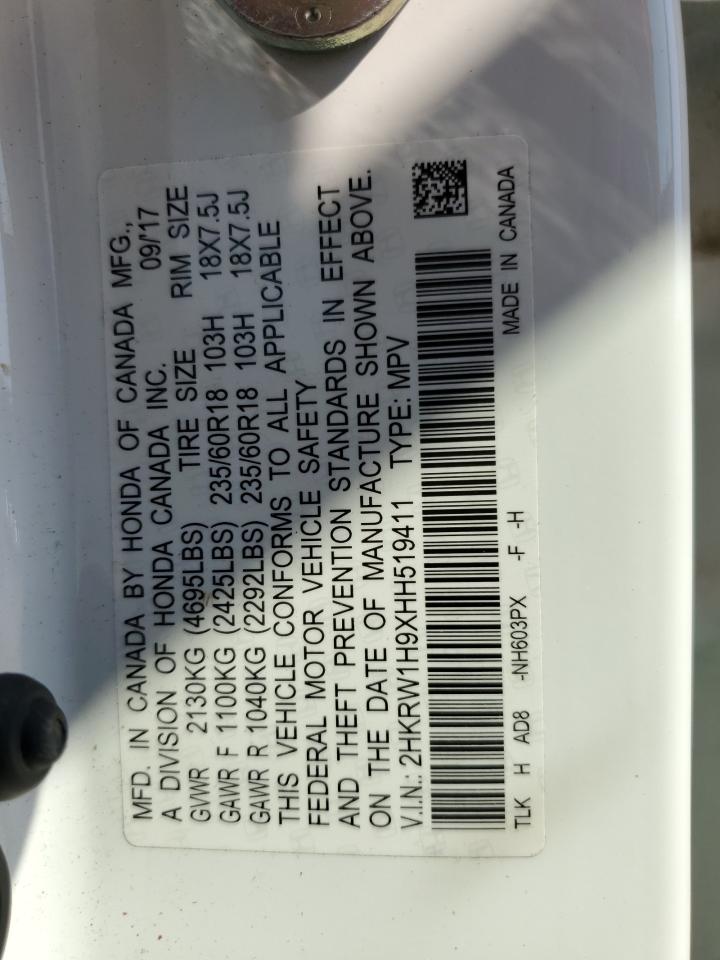 MFD. IN CANADA BY HONDA OF CANADA MFG.,
A DIVISION OF HONDA CANADA INC. 09/'17
GVWR 2130KG (4695LBS) TIRE SIZE RIM SIZE
GAWR F 1100KG (2425LBS) 235/60R18 103H 18X7.5J
GAWR R 1040KG (2292LBS) 235/60R18 103H 18X7.5J
THIS VEHICLE CONFORMS TO ALL APPLICABLE
FEDERAL MOTOR VEHICLE SAFETY
AND THEFT PREVENTION STANDARDS IN EFFECT
ON THE DATE OF MANUFACTURE SHOWN ABOVE.
V.I.N.: 2HKRW1H9XHH519411 TYPE: MPV
TLK H AD8 -NH603PX -F -H MADE IN CANADA